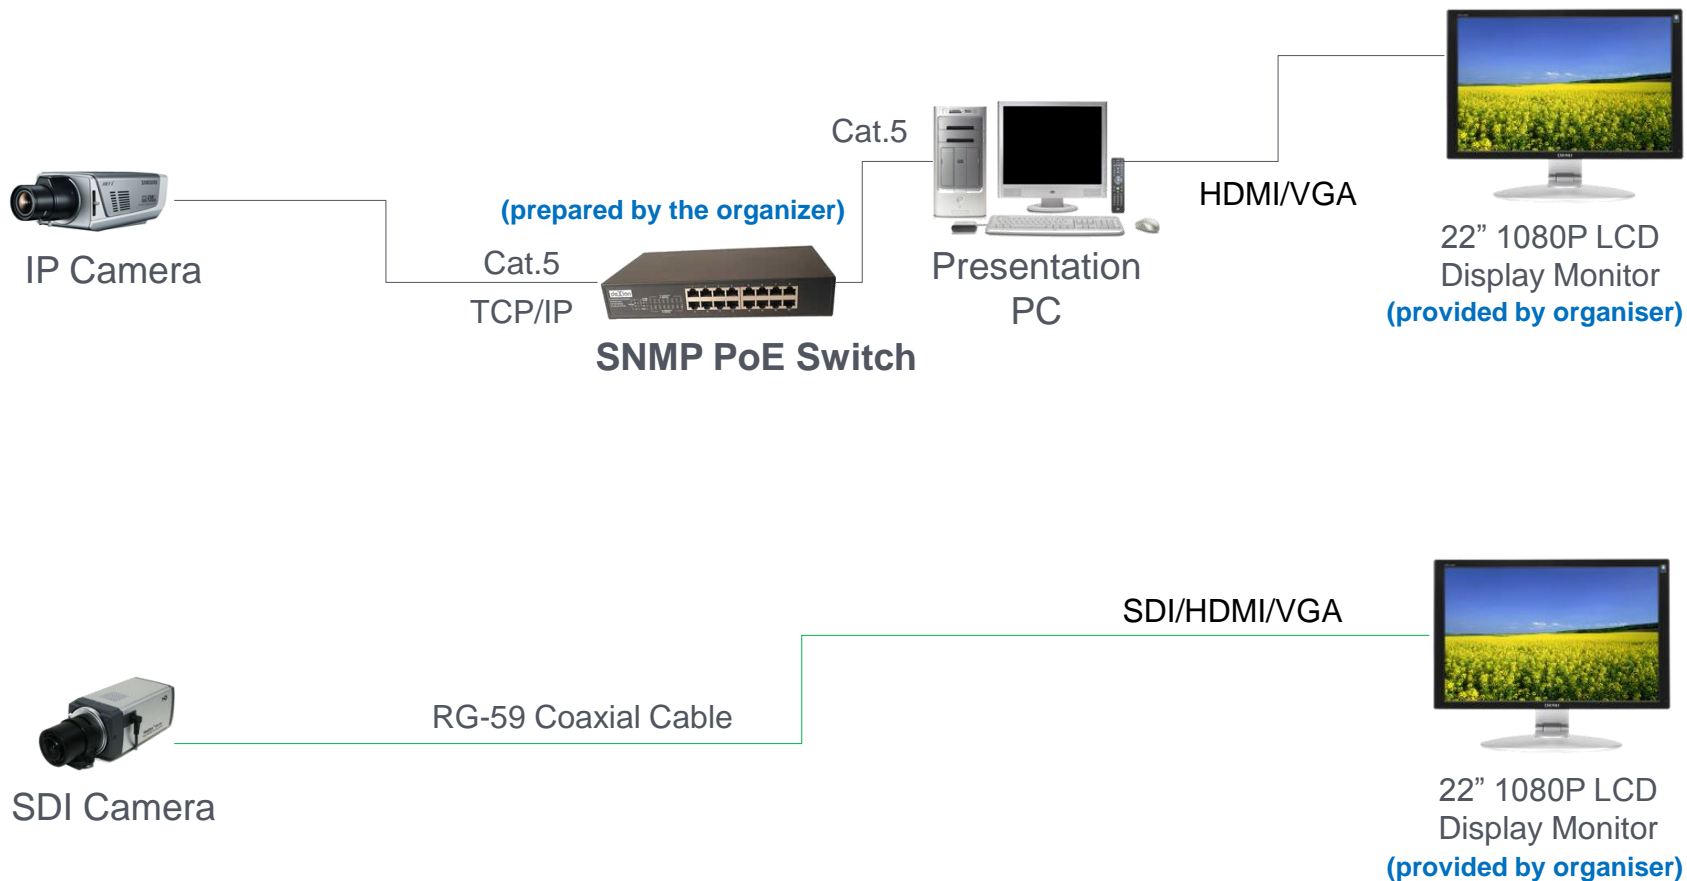 Cat.5
(prepared by the organizer)
HDMI/VGA
IP Camera
Cat.5
TCP/IP
Presentation
PC
22” 1080P LCD
Display Monitor
(provided by organiser)
SNMP PoE Switch
SDI/HDMI/VGA
RG-59 Coaxial Cable
SDI Camera
22” 1080P LCD
Display Monitor
(provided by organiser)